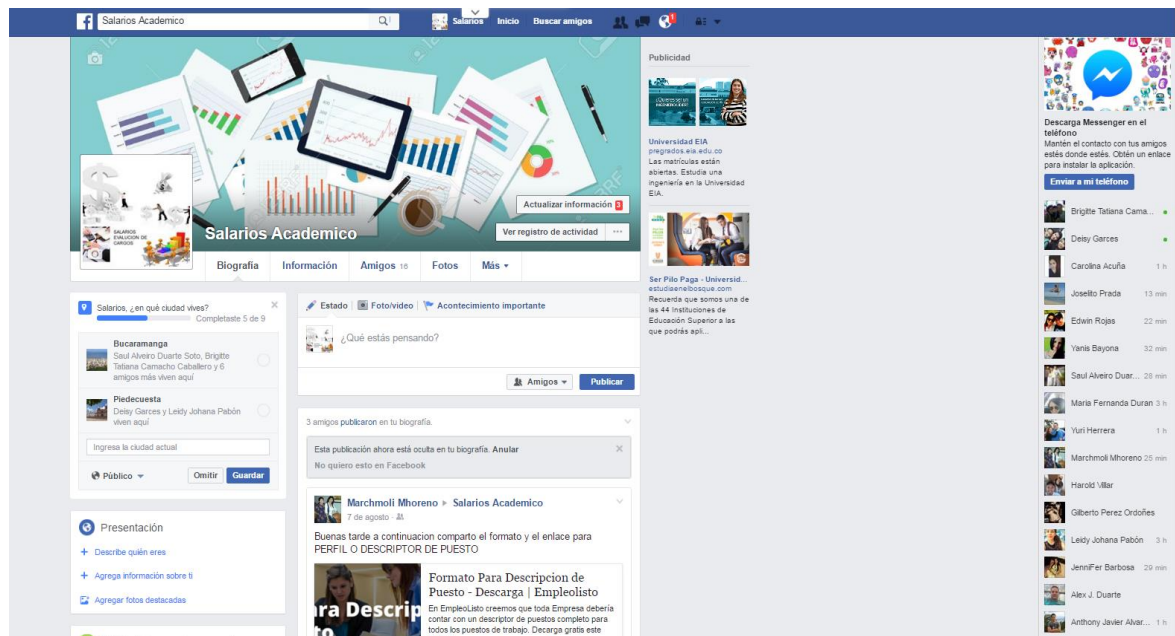 Salarios Academico
Salarios
Inicio
Buscar amigos
1
Actualizar información 3
Salarios Academico
Ver registro de actividad
Biografía
Información
Amigos 16
Fotos
Más
SALARIOS
Salarios, ¿en qué ciudad vives?
Completaste 5 de 9
Bucaramanga
Saul Alveiro Duarte Soto, Brigitte
Tatiana Camacho Caballero y 6
amigos más viven aquí
Piedecuesta
Deisy Garces y Leidy Johana Pabón
viven aquí
Ingresa la ciudad actual
Público
Omitir
Guardar
Presentación
Describe quién eres
Agrega información sobre ti
Agregar fotos destacadas
Estado
Foto/video
Acontecimiento importante
¿Qué estás pensando?
Amigos
Publicar
3 amigos publicaron en tu biografía.
Esta publicación ahora está oculta en tu biografía. Anular
No quiero esto en Facebook
Marchmoli Mhoreno ▸ Salarios Academico
7 de agosto ·
Buenas tarde a continuacion comparto el formato y el enlace para
PERFIL O DESCRIPTOR DE PUESTO
ra Descrip
Formato Para Descripcion de
Puesto - Descarga | Empleolisto
En EmpleoListo creemos que toda Empresa debería
contar con un descriptor de puestos completo para
todos los puestos de trabajo. Decarga gratis este
Publicidad
Universidad EIA
pregrados.eia.edu.co
Las matrículas están
abiertas. Estudia una
ingeniería en la Universidad
EIA.
Ser Pilo Paga - Universid...
estudiaenelbosque.com
Recuerda que somos una de
las 44 Instituciones de
Educación Superior a las
que podrás apli...
Descarga Messenger en el
teléfono
Mantén el contacto con tus amigos
estés donde estés. Obtén un enlace
para instalar la aplicación.
Enviar a mi teléfono
Brigitte Tatiana Cama...
Deisy Garces
Carolina Acuña 1 h
Joselito Prada 13 min
Edwin Rojas 22 min
Yanis Bayona 32 min
Saul Alveiro Duar... 28 min
Maria Fernanda Duran 3 h
Yuri Herrera 1 h
Marchmoli Mhoreno 25 min
Harold Villar
Gilberto Perez Ordoñes
Leidy Johana Pabón 3 h
JenniFer Barbosa 29 min
Alex J. Duarte
Anthony Javier Alvar... 1 h